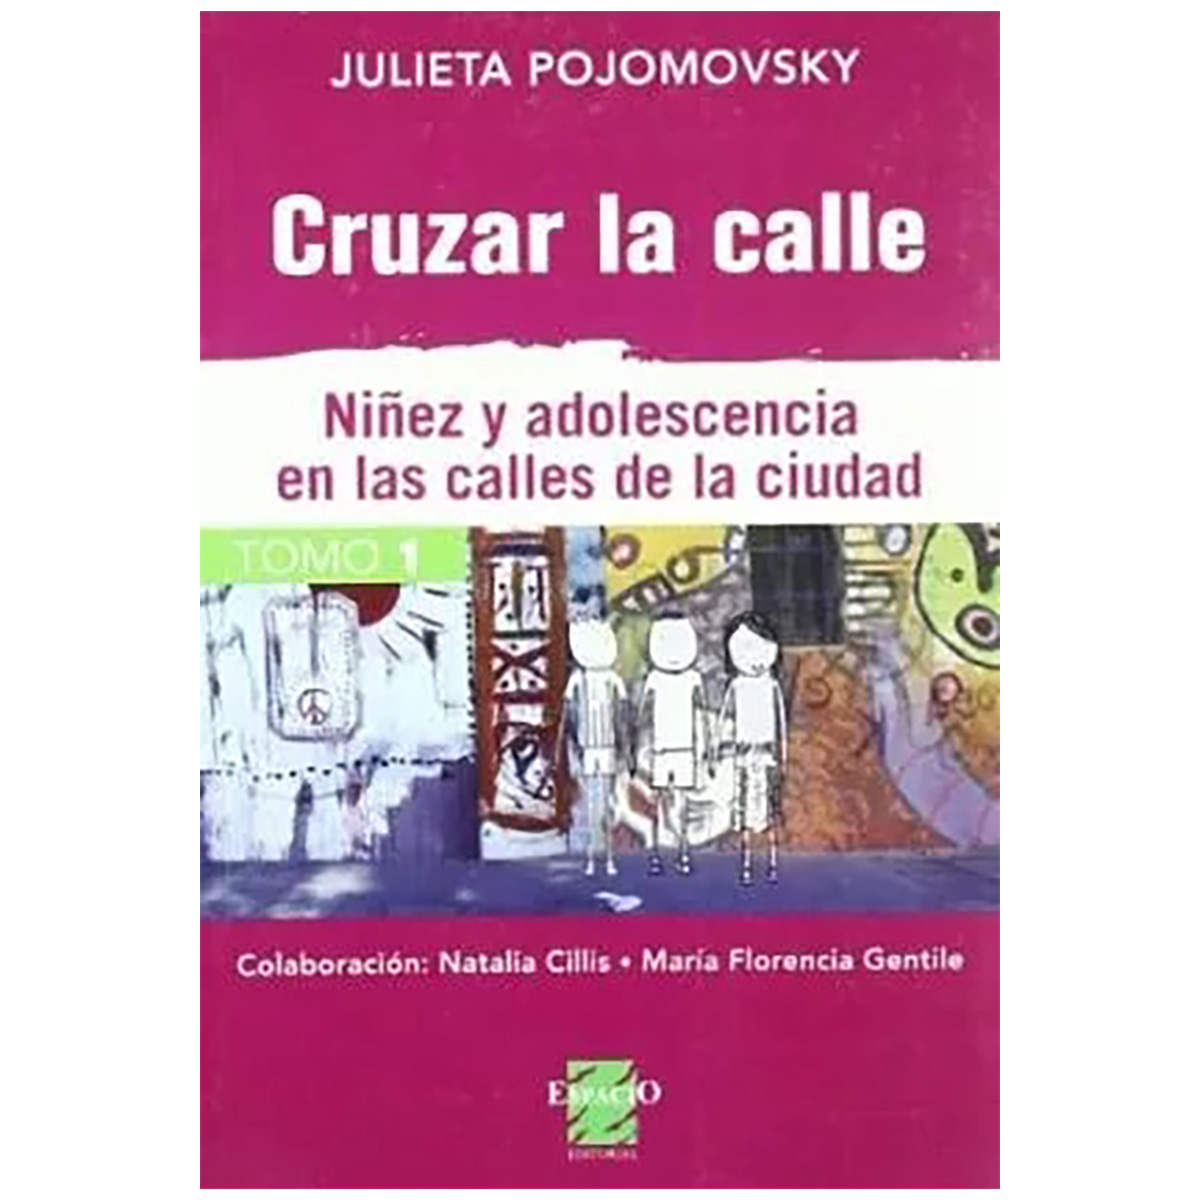 JULIETA POJOMOVSKY
Cruzar la calle
Niñez y adolescencia
en las calles de la ciudad
TOMO 1
Colaboración: Natalia Cillis • María Florencia Gentile
ESPACIO
EDITORIAL